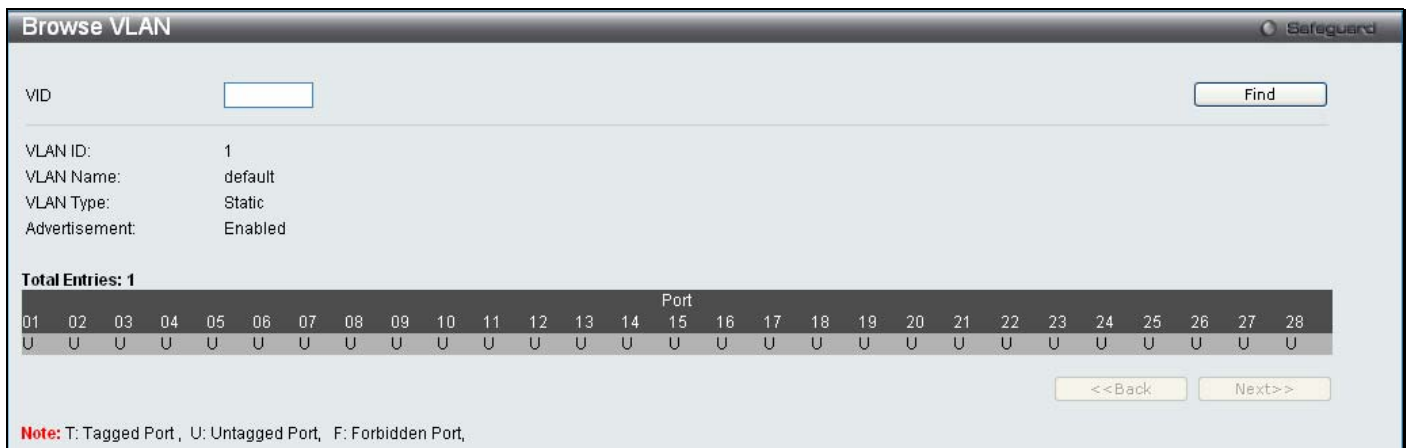 Browse VLAN Safeguard
VID Find
VLAN ID: 1
VLAN Name: default
VLAN Type: Static
Advertisement: Enabled
Total Entries: 1
Port
01 02 03 04 05 06 07 08 09 10 11 12 13 14 15 16 17 18 19 20 21 22 23 24 25 26 27 28
U U U U U U U U U U U U U U U U U U U U U U U U U U U U
<<Back Next>>
Note: T: Tagged Port , U: Untagged Port, F: Forbidden Port,